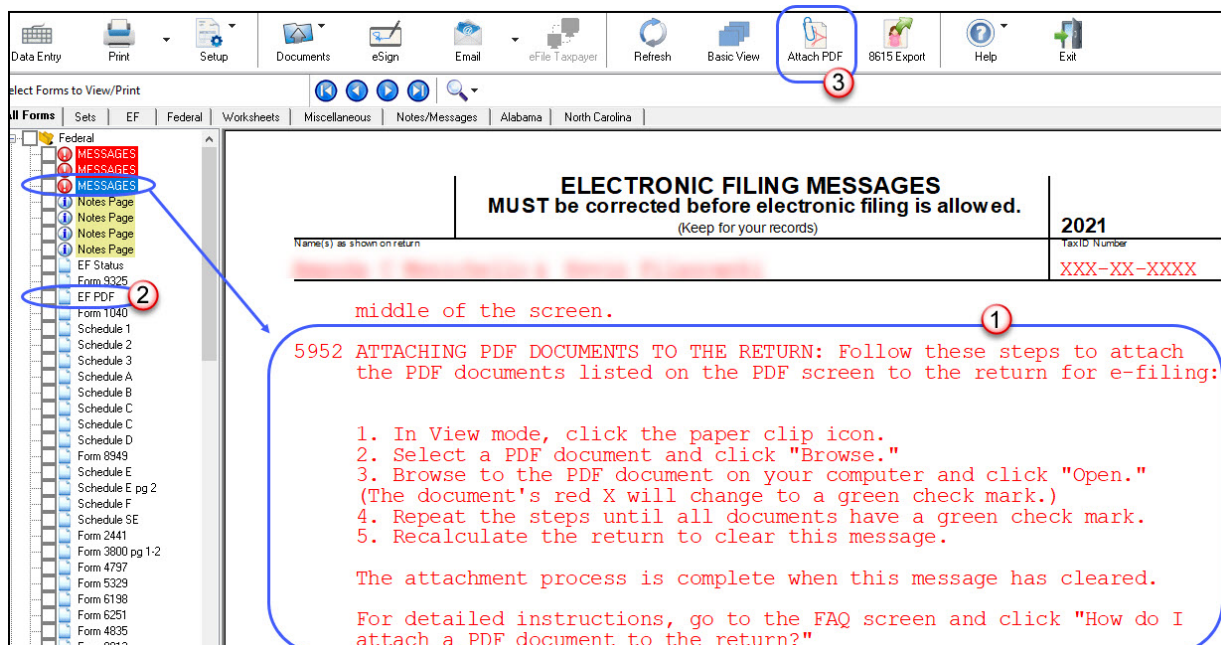 Data Entry
Print
Setup
Documents
eSign
Email
eFile Taxpayer
Refresh
Basic View
Attach PDF
8615 Export
Help
Exit
3
elect Forms to View/Print
All Forms
Sets
EF
Federal
Worksheets
Miscellaneous
Notes/Messages
Alabama
North Carolina
Federal
MESSAGES
MESSAGES
MESSAGES
Notes Page
Notes Page
Notes Page
Notes Page
EF Status
Form 9325
EF PDF
2
Form 1040
Schedule 1
Schedule 2
Schedule 3
Schedule A
Schedule B
Schedule C
Schedule C
Schedule D
Form 8949
Schedule E
Schedule E pg 2
Schedule F
Schedule SE
Form 2441
Form 3800 pg 1-2
Form 4797
Form 5329
Form 6198
Form 6251
Form 4835
ELECTRONIC FILING MESSAGES
MUST be corrected before electronic filing is allowed.
(Keep for your records)
2021
Name(s) as shown on return
Tax ID Number
XXX-XX-XXXX
middle of the screen.
1
5952 ATTACHING PDF DOCUMENTS TO THE RETURN: Follow these steps to attach
the PDF documents listed on the PDF screen to the return for e-filing:
1. In View mode, click the paper clip icon.
2. Select a PDF document and click "Browse."
3. Browse to the PDF document on your computer and click "Open."
(The document's red X will change to a green check mark.)
4. Repeat the steps until all documents have a green check mark.
5. Recalculate the return to clear this message.
The attachment process is complete when this message has cleared.
For detailed instructions, go to the FAQ screen and click "How do I
attach a PDF document to the return?"